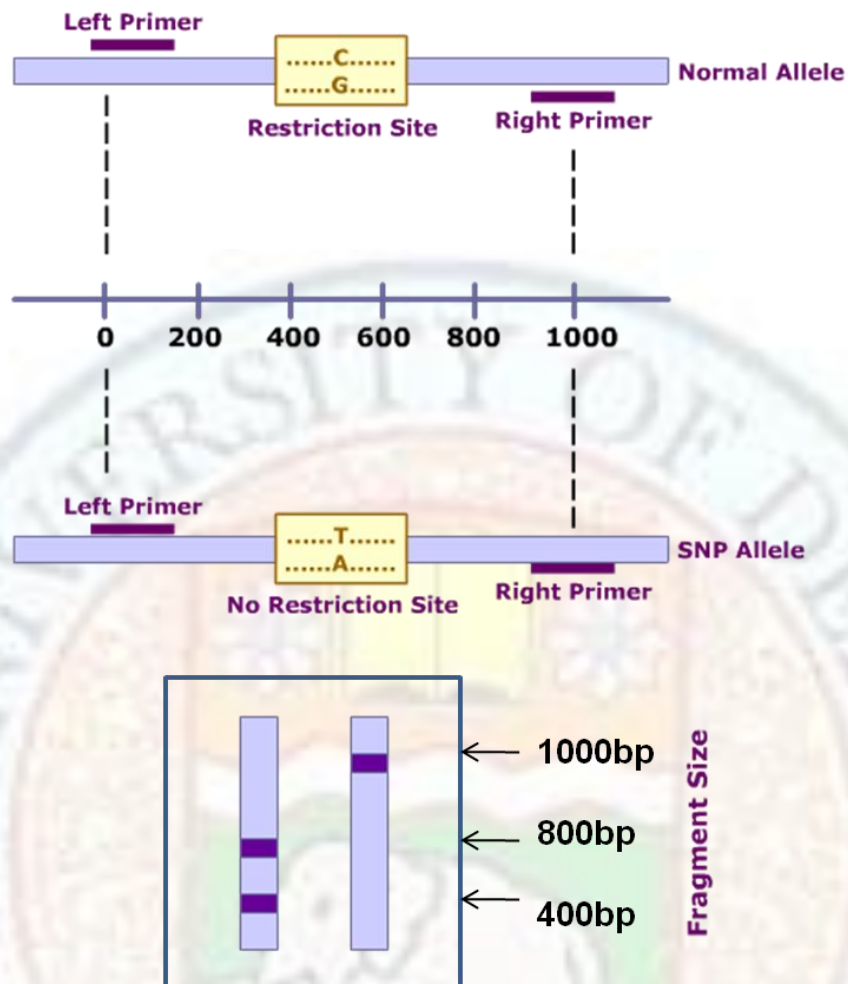 Left Primer
......C......
......G......
Normal Allele
Restriction Site
Right Primer
0 200 400 600 800 1000
Left Primer
......T......
......A......
SNP Allele
No Restriction Site
Right Primer
1000bp
800bp
400bp
Fragment Size